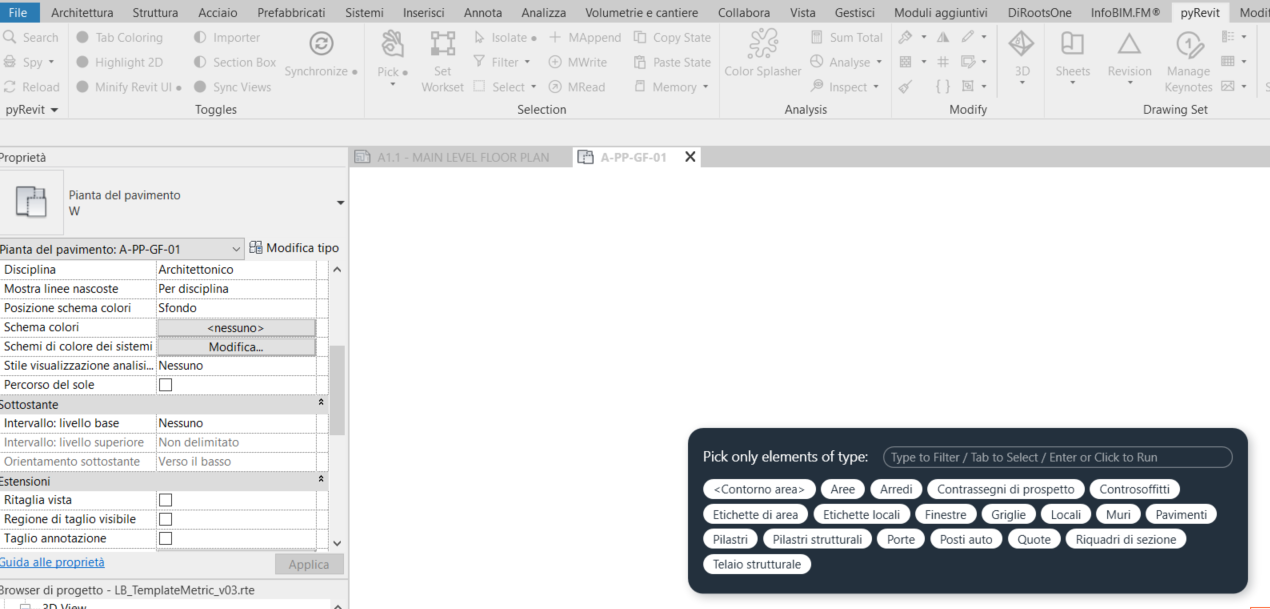 File Architettura Struttura Acciaio Prefabbricati Sistemi Inserisci Annota Analizza Volumetrie e cantiere Collabora Vista Gestisci Moduli aggiuntivi DiRootsOne InfoBIM.FM® pyRevit
Search Tab Coloring Importer Isolate MAppend Copy State Sum Total
Spy Highlight 2D Section Box Synchronize Pick Set Workset Filter MWrite Paste State Color Splasher Analyse 3D Sheets Revision Manage Keynotes
Reload Minify Revit UI Sync Views Select MRead Memory Inspect
pyRevit Toggles Selection Analysis Modify Drawing Set
Proprietà
A1.1 - MAIN LEVEL FLOOR PLAN A-PP-GF-01
Pianta del pavimento
W
Pianta del pavimento: A-PP-GF-01 Modifica tipo
Disciplina Architettonico
Mostra linee nascoste Per disciplina
Posizione schema colori Sfondo
Schema colori <nessuno>
Schemi di colore dei sistemi Modifica...
Stile visualizzazione analisi... Nessuno
Percorso del sole
Sottostante
Intervallo: livello base Nessuno
Intervallo: livello superiore Non delimitato
Orientamento sottostante Verso il basso
Estensioni
Ritaglia vista
Regione di taglio visibile
Taglio annotazione
Guida alle proprietà Applica
Browser di progetto - LB_TemplateMetric_v03.rte
3D View
Pick only elements of type: Type to Filter / Tab to Select / Enter or Click to Run
<Contorno area> Aree Arredi Contrassegni di prospetto Controsoffitti
Etichette di area Etichette locali Finestre Griglie Locali Muri Pavimenti
Pilastri Pilastri strutturali Porte Posti auto Quote Riquadri di sezione
Telaio strutturale